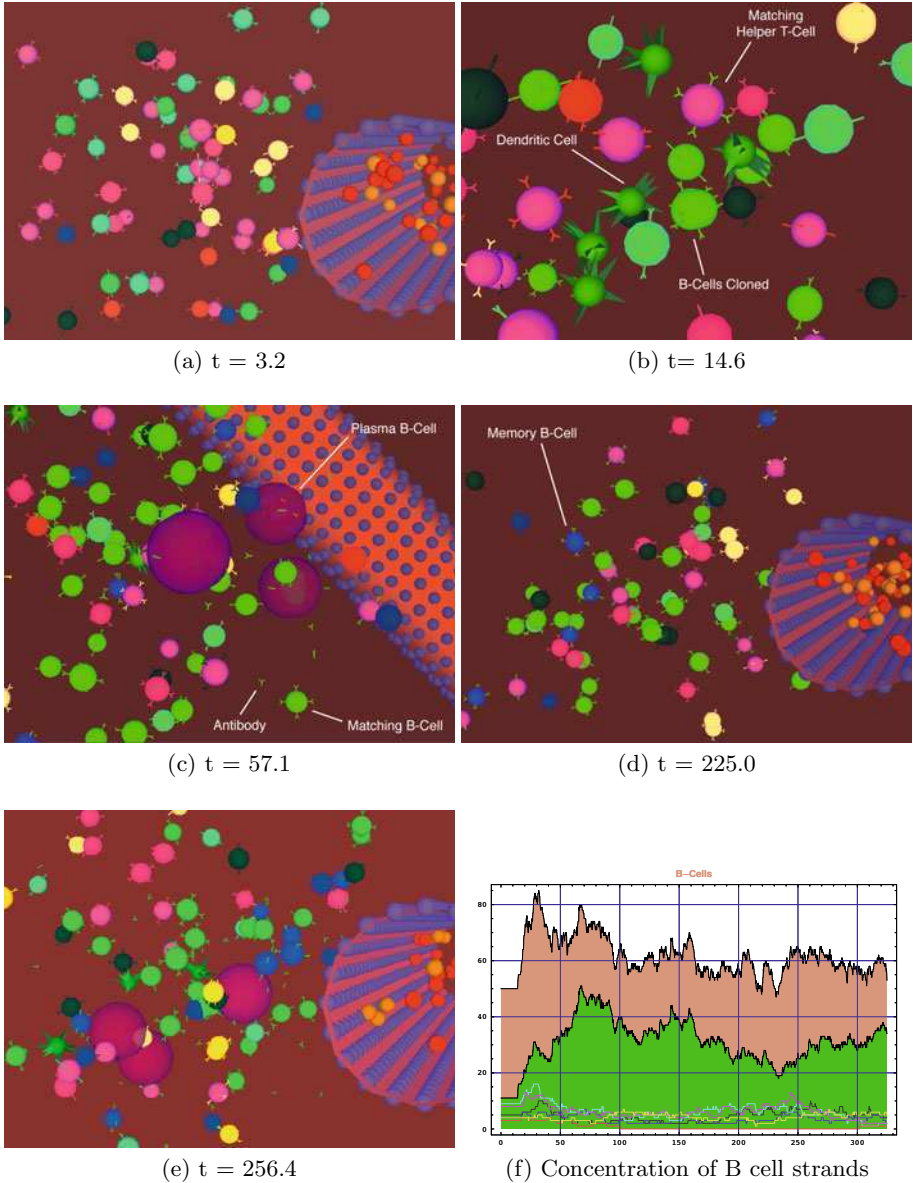 Matching
Helper T-Cell
Dendritic Cell
B-Cells Cloned
(a) t = 3.2
(b) t= 14.6
Plasma B-Cell
Antibody
Matching B-Cell
Memory B-Cell
(c) t = 57.1
(d) t = 225.0
B-Cells
80
60
40
20
0
0 50 100 150 200 250 300
(e) t = 256.4
(f) Concentration of B cell strands